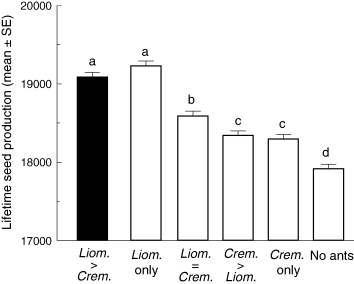 Lifetime seed production (mean ± SE)
20000
19000
18000
17000
a
a
b
c
c
d
Liom.
>
Crem.
Liom.
only
Liom.
=
Crem.
Crem.
>
Liom.
Crem.
only
No ants